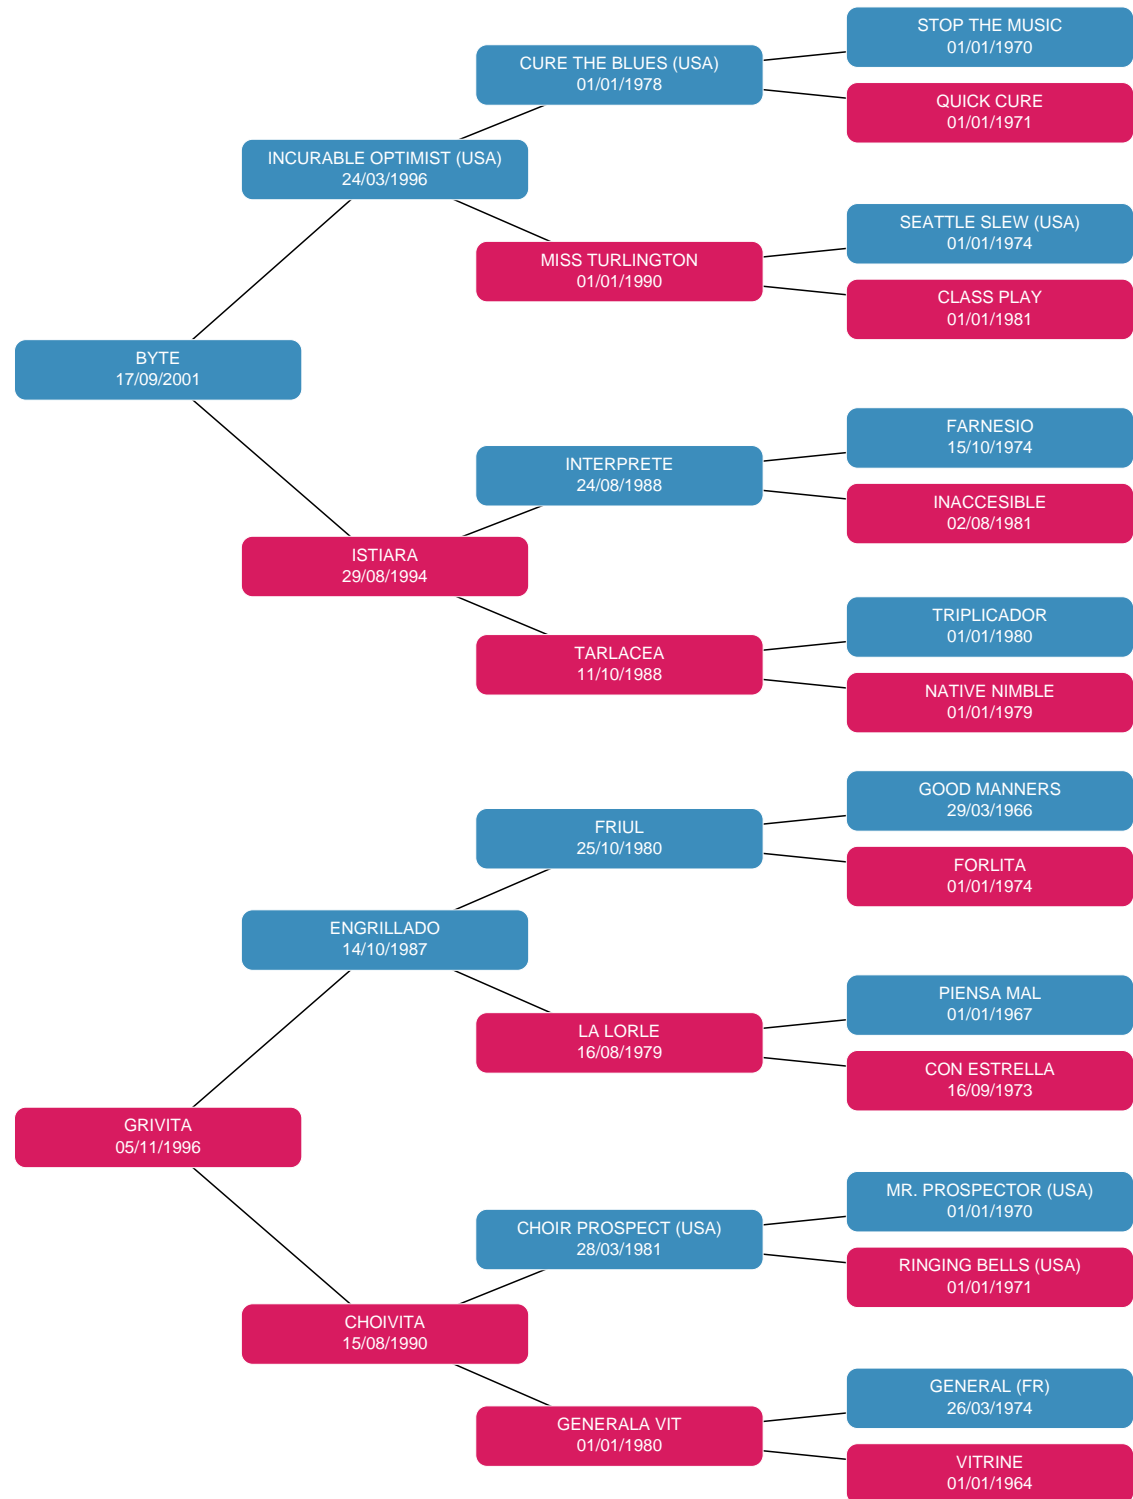 STOP THE MUSIC
01/01/1970
CURE THE BLUES (USA)
01/01/1978
QUICK CURE
01/01/1971
INCURABLE OPTIMIST (USA)
24/03/1996
SEATTLE SLEW (USA)
01/01/1974
MISS TURLINGTON
01/01/1990
CLASS PLAY
01/01/1981
BYTE
17/09/2001
FARNESIO
15/10/1974
INTERPRETE
24/08/1988
INACCESIBLE
02/08/1981
ISTIARA
29/08/1994
TRIPLICADOR
01/01/1980
TARLACEA
11/10/1988
NATIVE NIMBLE
01/01/1979
GOOD MANNERS
29/03/1966
FRIUL
25/10/1980
FORLITA
01/01/1974
ENGRILLADO
14/10/1987
PIENSA MAL
01/01/1967
LA LORLE
16/08/1979
CON ESTRELLA
16/09/1973
GRIVITA
05/11/1996
MR. PROSPECTOR (USA)
01/01/1970
CHOIR PROSPECT (USA)
28/03/1981
RINGING BELLS (USA)
01/01/1971
CHOIVITA
15/08/1990
GENERAL (FR)
26/03/1974
GENERALA VIT
01/01/1980
VITRINE
01/01/1964